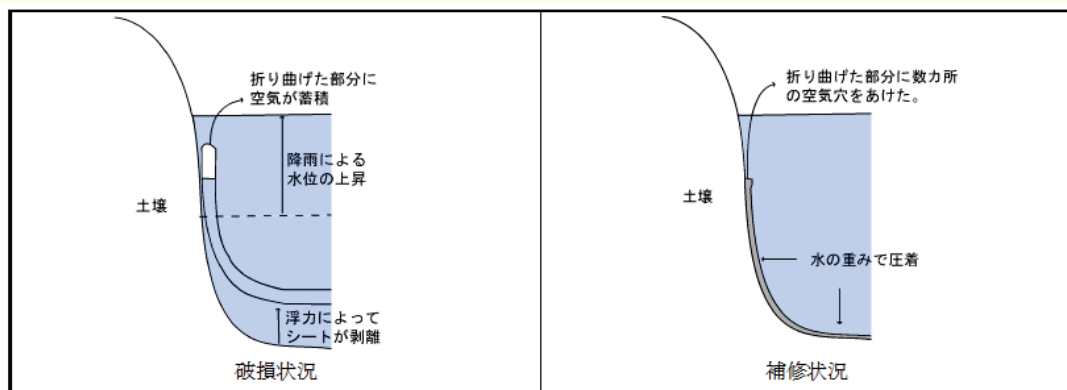 折り曲げた部分に
空気が蓄積
降雨による
水位の上昇
土壌
浮力によって
シートが剥離
破損状況
折り曲げた部分に数カ所
の空気穴をあけた。
土壌
水の重みで圧着
補修状況